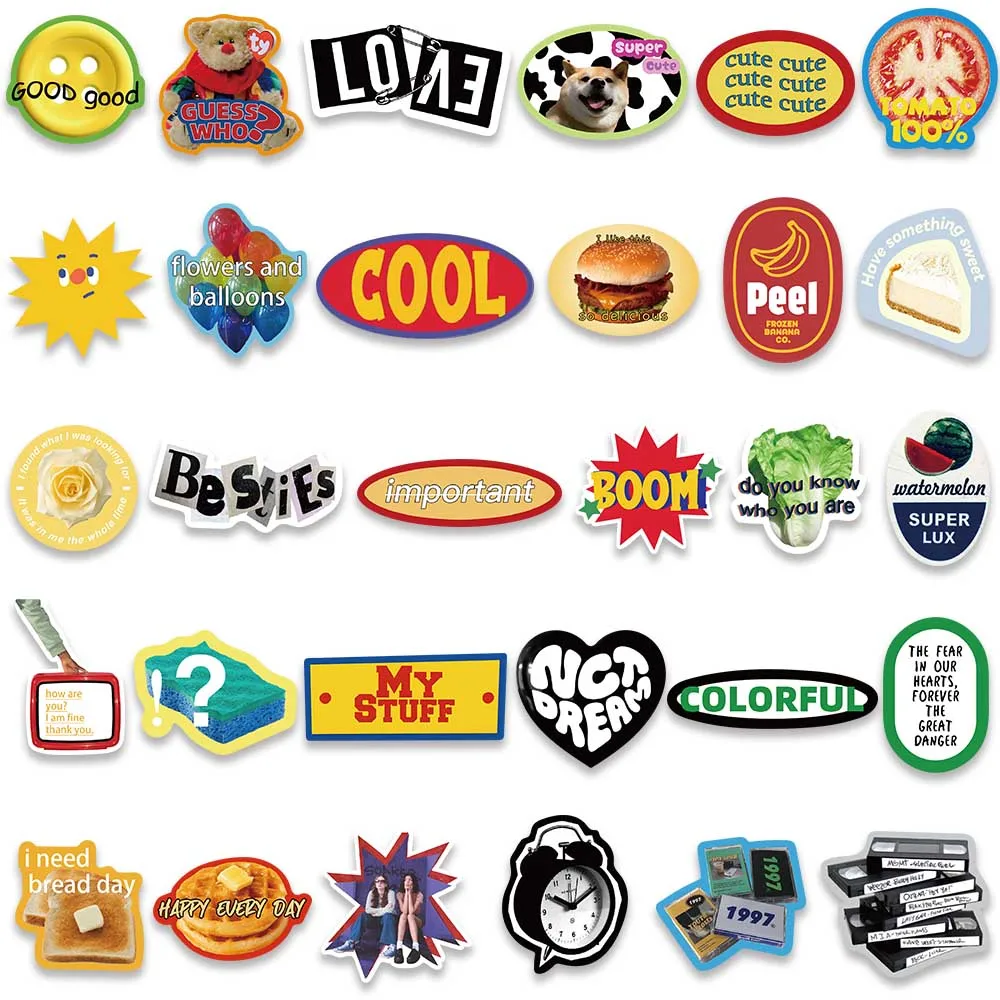 GOOD good
ty
GUESS
WHO?
LOVE
Super
Cute
cute cute
cute cute
cute cute
TOMATO
100%
flowers and
balloons
COOL
I like this
so delicious
Peel
FROZEN
BANANA
CO.
Have something sweet
I found what I was looking for
It was in me the whole time
BeStiEs
important
BOOM
do you know
who you are
watermelon
SUPER
LUX
how are
you?
I am fine
thank you.
!?
MY
STUFF
NCT
DREAM
COLORFUL
THE FEAR
IN OUR
HEARTS,
FOREVER
THE
GREAT
DANGER
i need
bread day
HAPPY EVERY DAY
1997
1997
1997